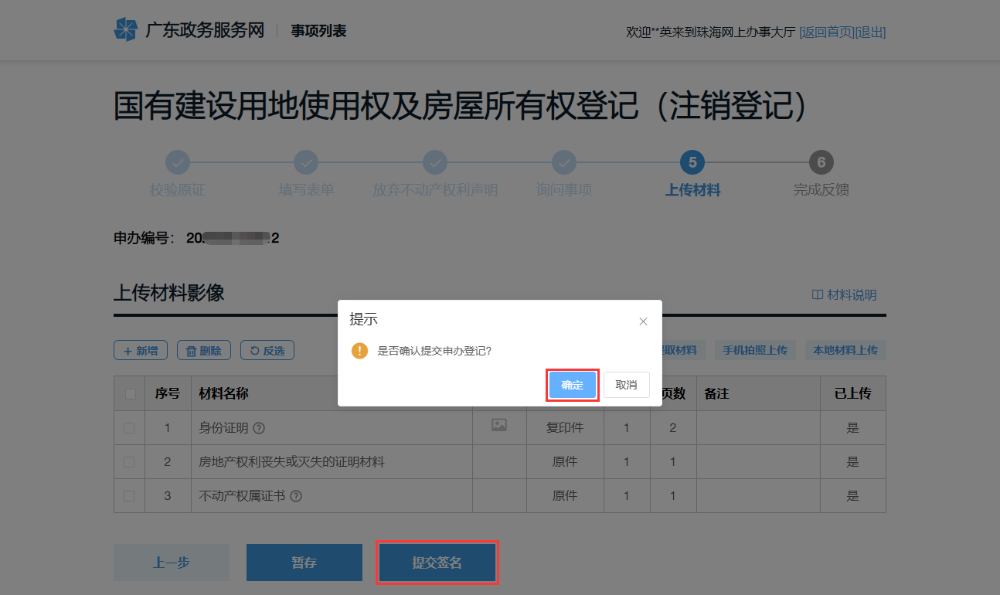 广东政务服务网 事项列表 欢迎**英来到珠海网上办事大厅 [返回首页][退出]
国有建设用地使用权及房屋所有权登记（注销登记）
5 6
校验原证 填写表单 放弃不动产权利声明 询问事项 上传材料 完成反馈
申办编号： 20 2
上传材料影像 材料说明
提示
是否确认提交申办登记?
确定 取消
新增 删除 反选 取材料 手机拍照上传 本地材料上传
序号 材料名称 页数 备注 已上传
1 身份证明 复印件 1 2 是
2 房地产权利丧失或灭失的证明材料 原件 1 1 是
3 不动产权属证书 原件 1 1 是
上一步 暂存 提交签名